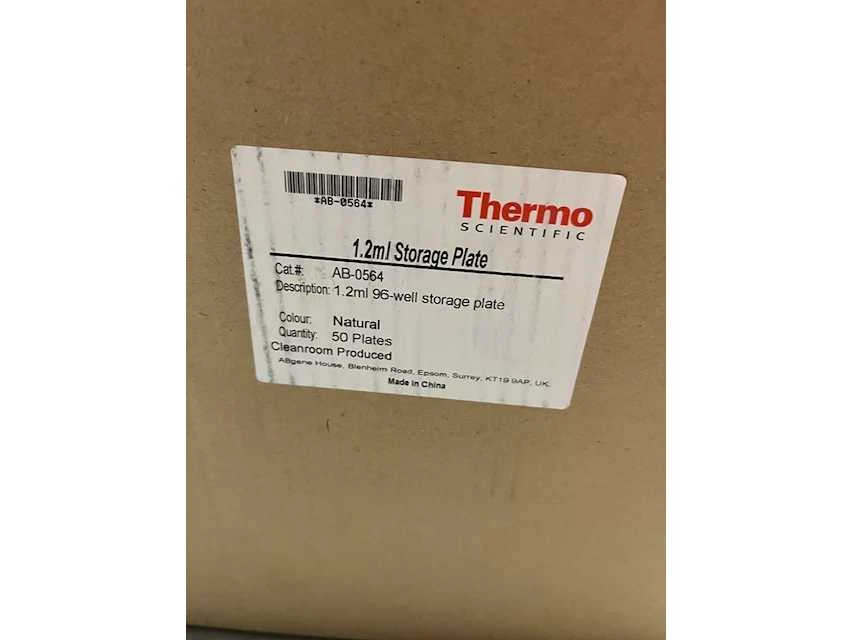 *AB-0564*
Thermo
SCIENTIFIC
1.2ml Storage Plate
Cat.#: AB-0564
Description: 1.2ml 96-well storage plate
Colour: Natural
Quantity: 50 Plates
Cleanroom Produced
ABgene House, Blenheim Road, Epsom, Surrey, KT19 9AP, UK.
Made in China